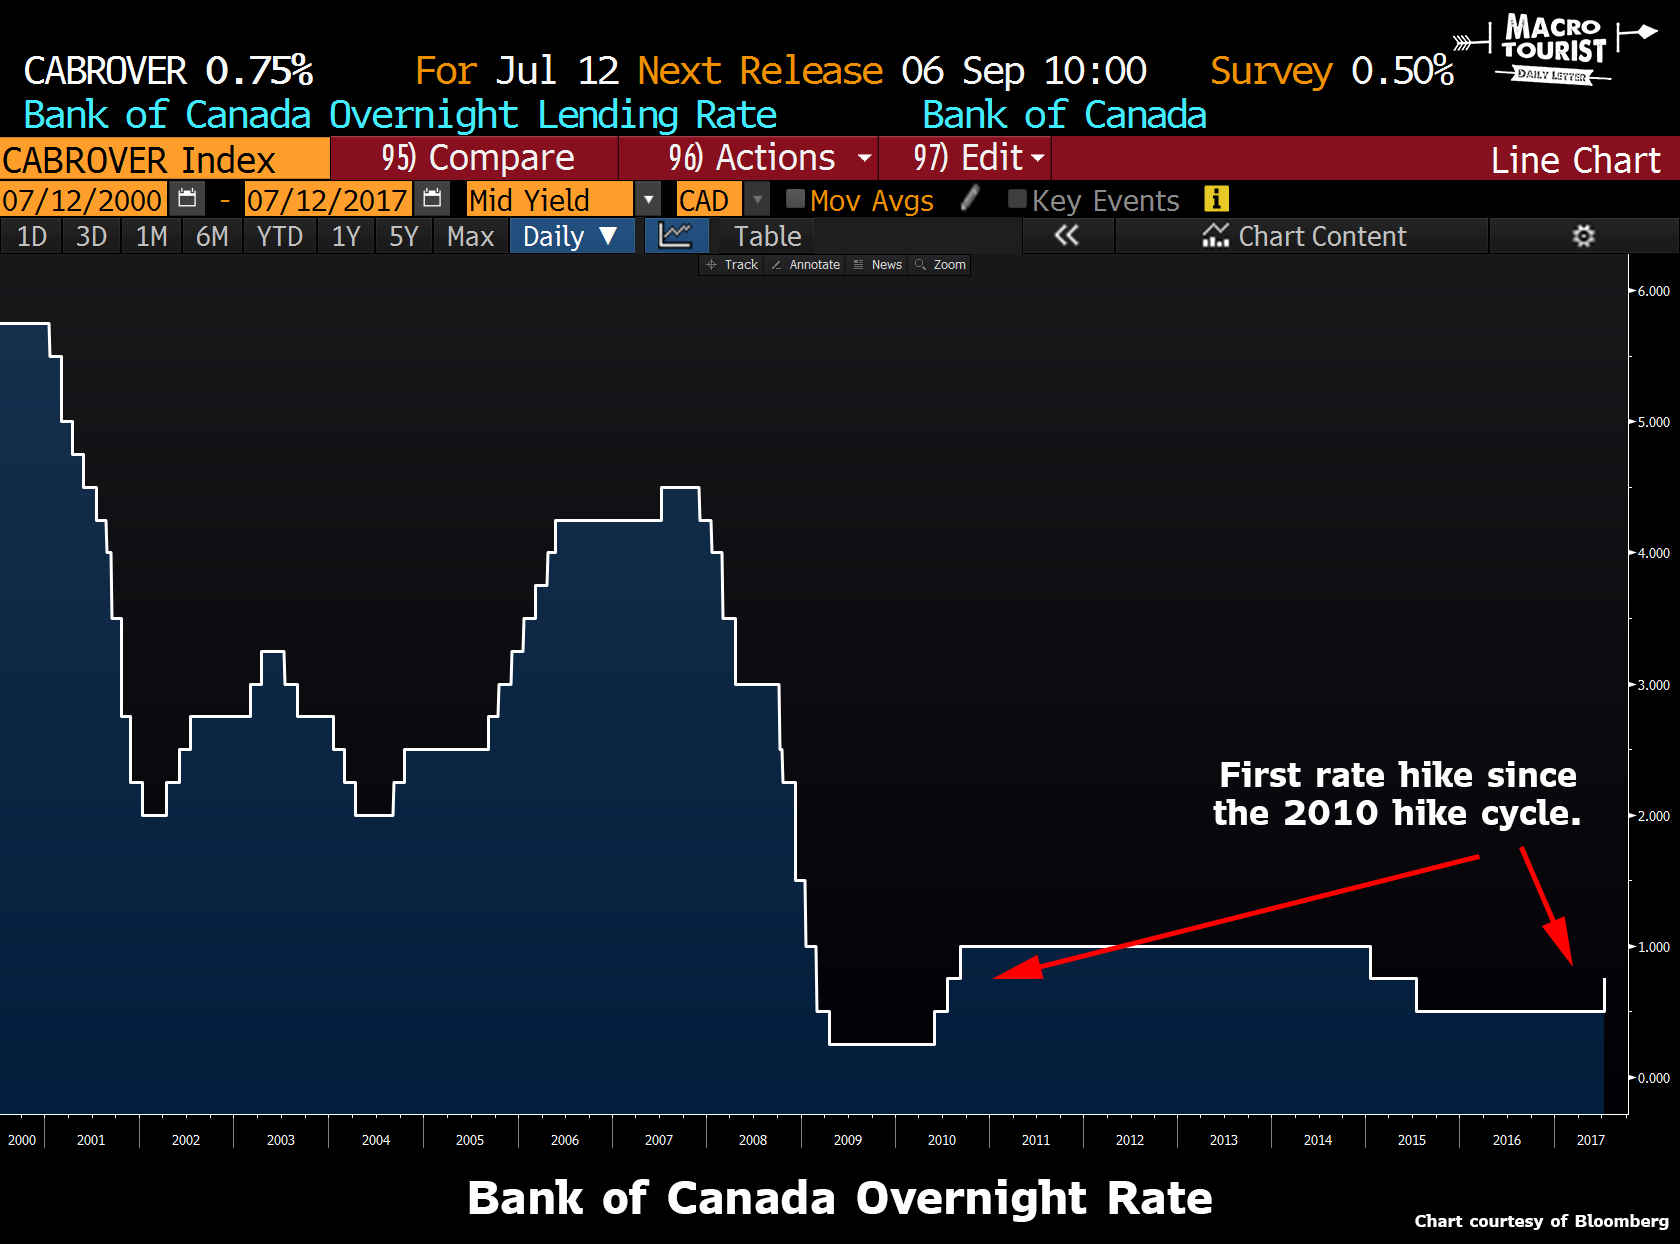 MACRO
TOURIST
DAILY LETTER
CABROVER 0.75% For Jul 12 Next Release 06 Sep 10:00 Survey 0.50%
Bank of Canada Overnight Lending Rate Bank of Canada
CABROVER Index 95) Compare 96) Actions 97) Edit Line Chart
07/12/2000 - 07/12/2017 Mid Yield CAD Mov Avgs Key Events i
1D 3D 1M 6M YTD 1Y 5Y Max Daily ▼ Table « Chart Content
Track Annotate News Zoom
6.000
5.000
4.000
3.000
2.000
1.000
0.000
First rate hike since
the 2010 hike cycle.
2000 2001 2002 2003 2004 2005 2006 2007 2008 2009 2010 2011 2012 2013 2014 2015 2016 2017
Bank of Canada Overnight Rate
Chart courtesy of Bloomberg